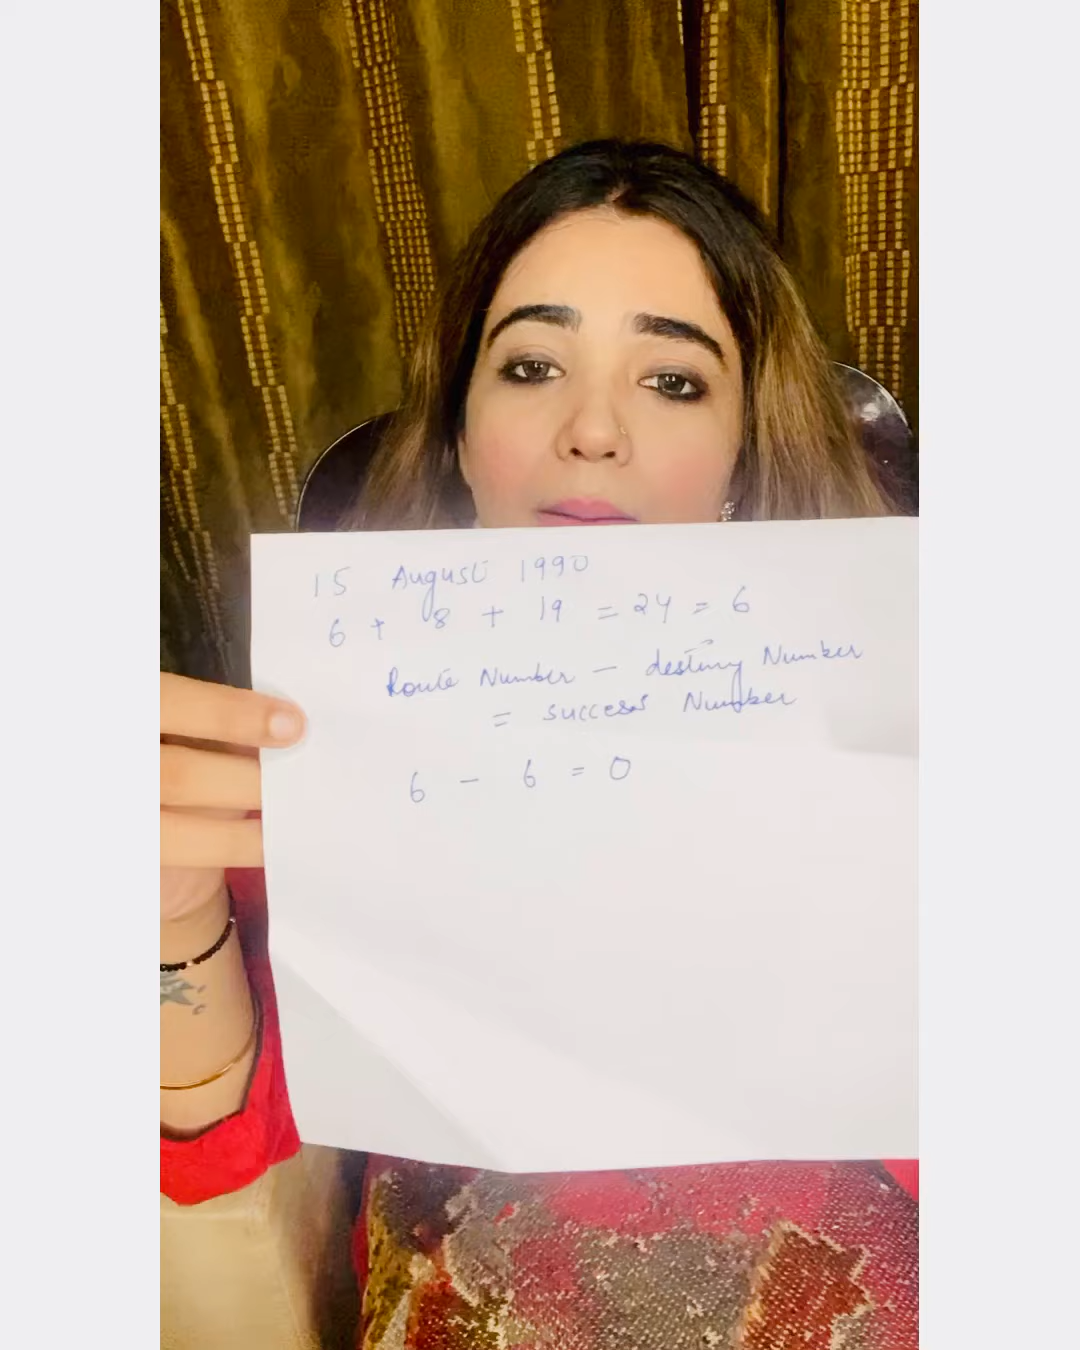 15 August 1990
6 + 8 + 19 = 24 = 6
Route Number - destiny Number
= success Number
6 - 6 = 0